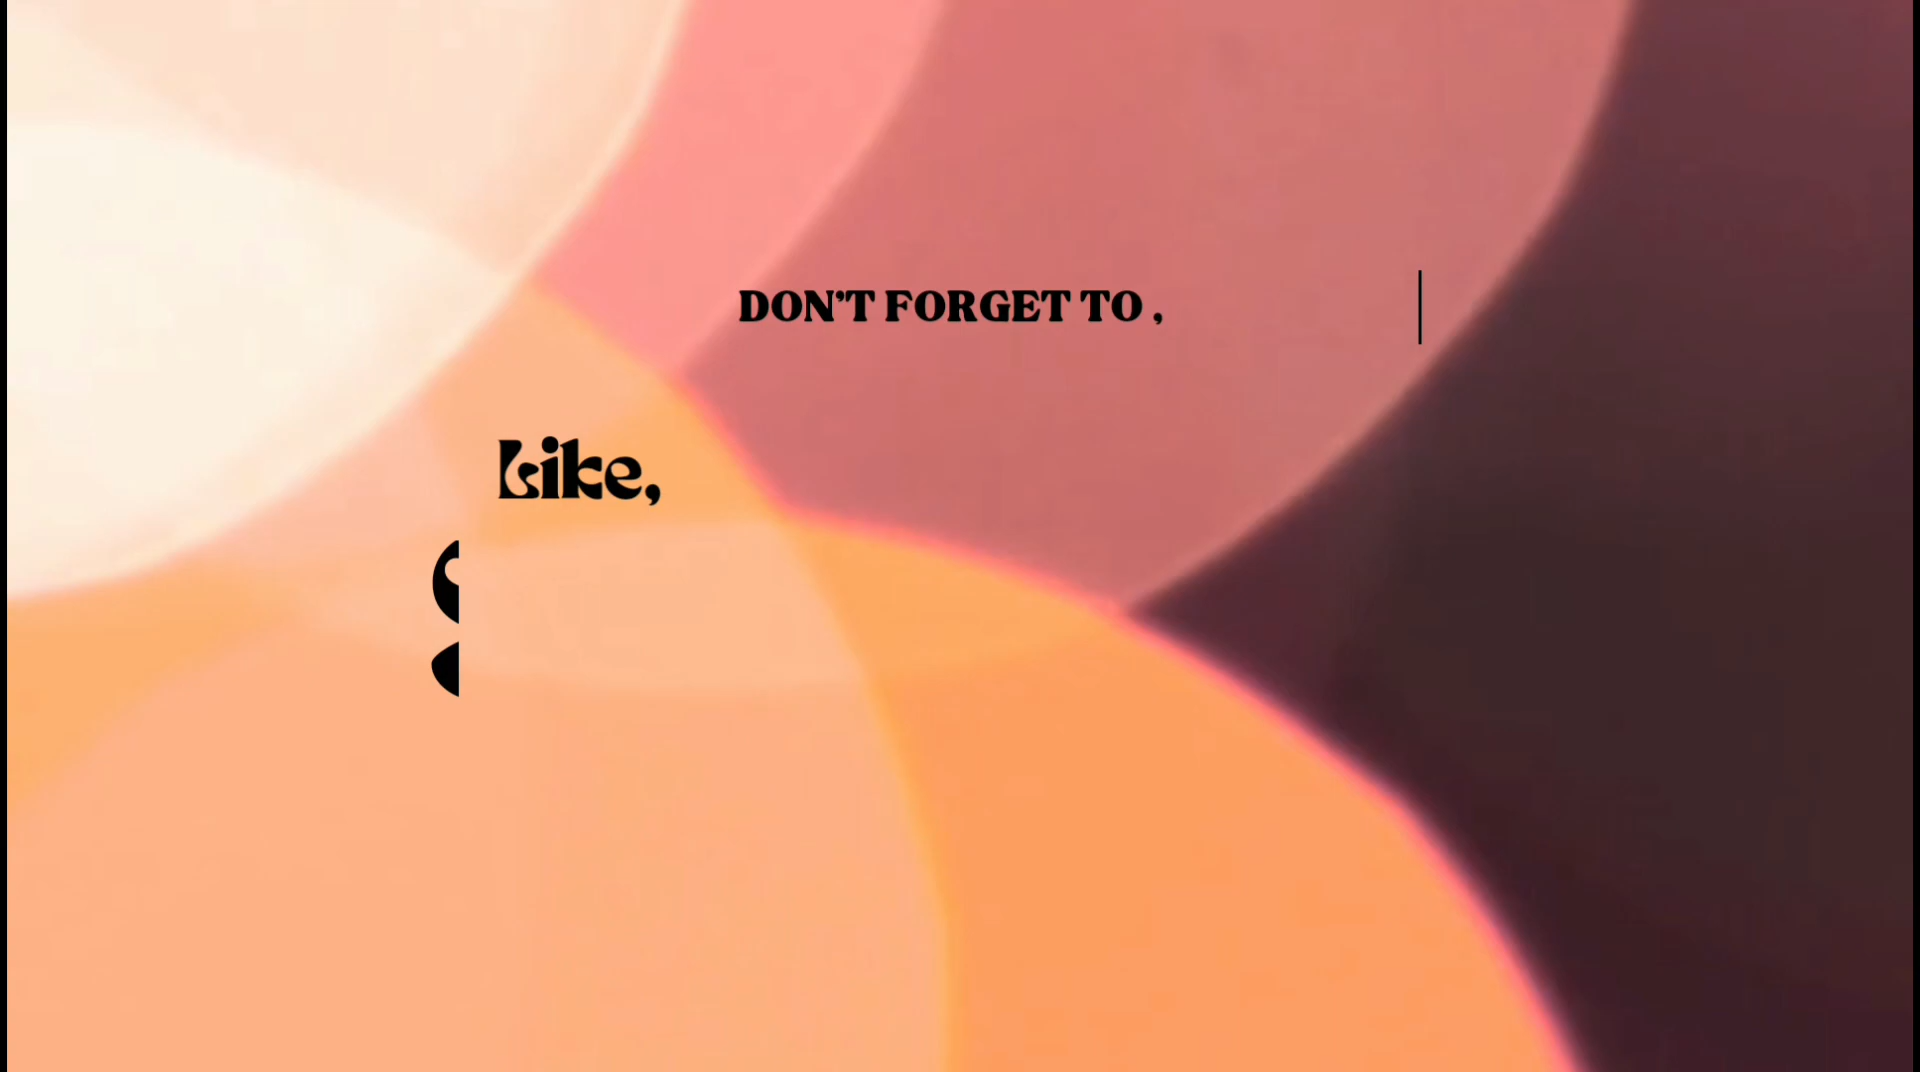 DON’T FORGET TO ,
Like,